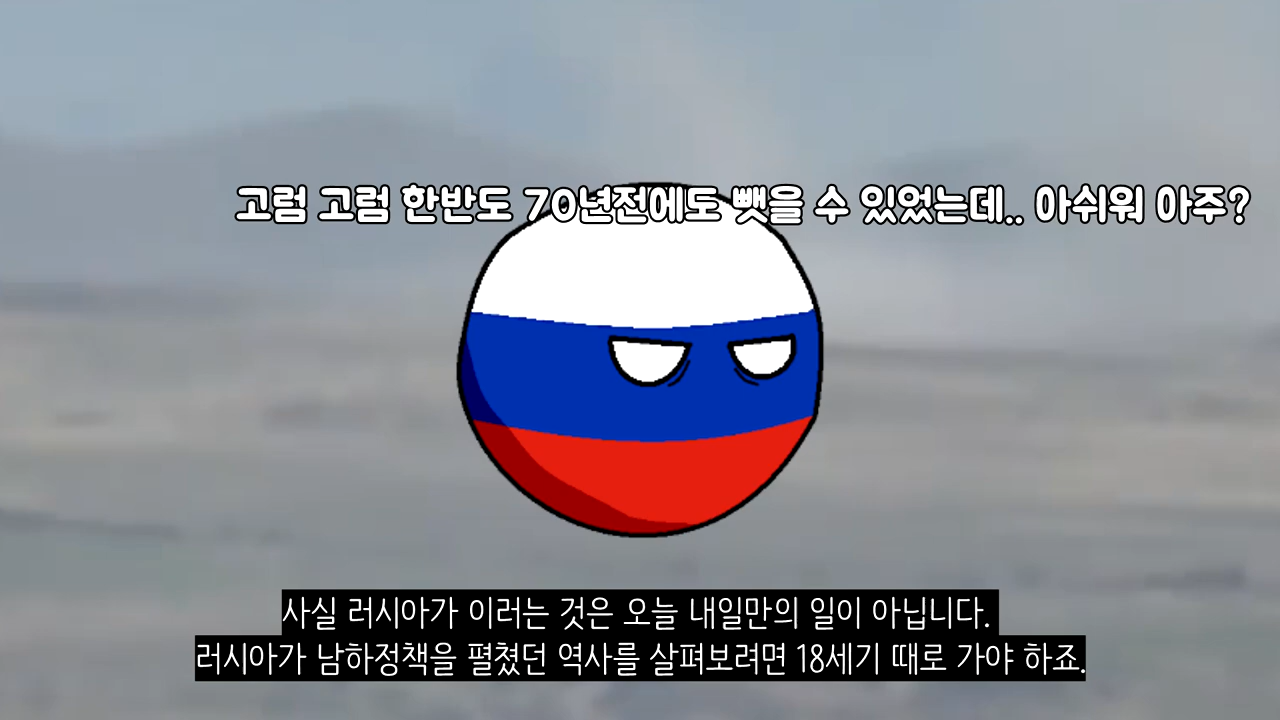 고럼 고럼 한반도 70년전에도 뺏을 수 있었는데.. 아쉬워 아주?
사실 러시아가 이러는 것은 오늘 내일만의 일이 아닙니다.
러시아가 남하정책을 펼쳤던 역사를 살펴보려면 18세기 때로 가야 하죠.